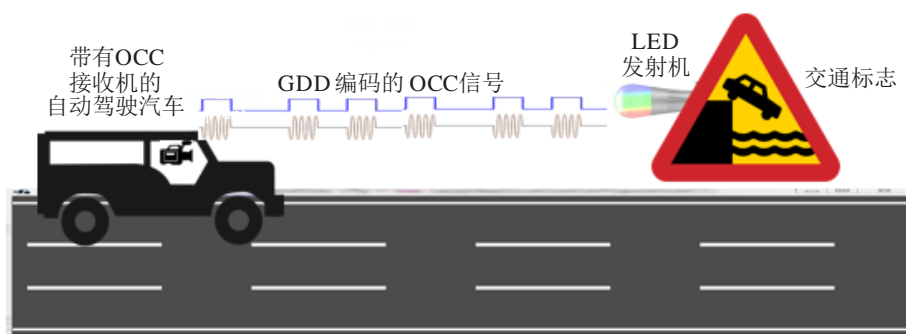 带有OCC
接收机的
自动驾驶汽车
GDD 编码的 OCC信号
LED
发射机
交通标志